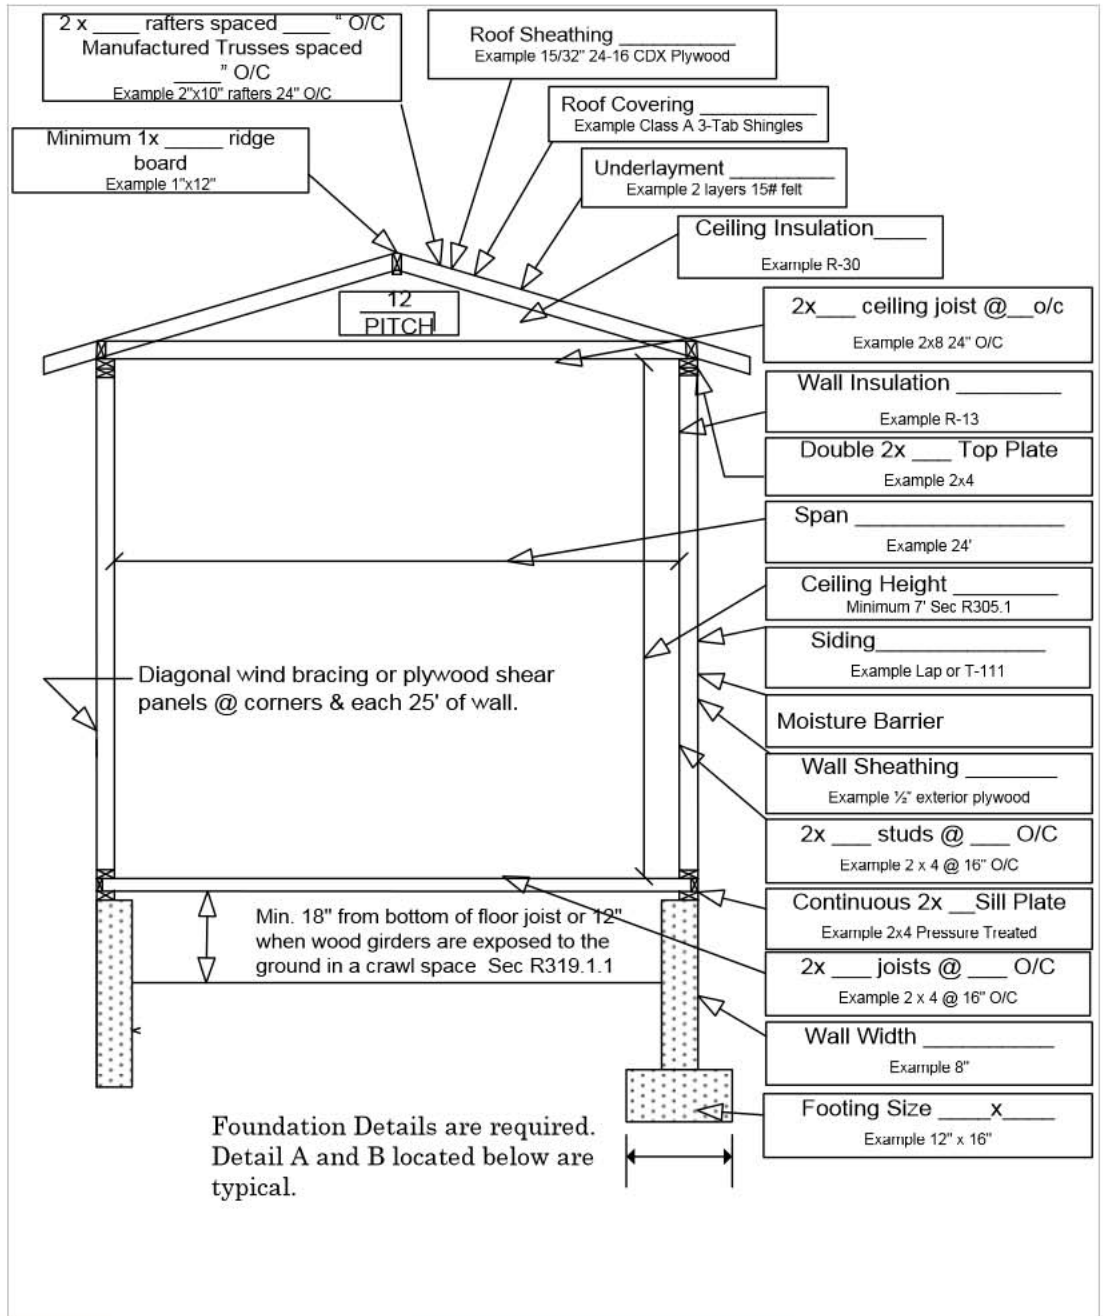 2 x ____ rafters spaced ____ " O/C
Manufactured Trusses spaced
____" O/C
Example 2"x10" rafters 24" O/C
Roof Sheathing __________
Example 15/32" 24-16 CDX Plywood
Roof Covering __________
Example Class A 3-Tab Shingles
Minimum 1x _____ ridge
board
Example 1"x12"
Underlayment _________
Example 2 layers 15# felt
Ceiling Insulation____
Example R-30
12
PITCH
2x___ ceiling joist @__o/c
Example 2x8 24" O/C
Wall Insulation _________
Example R-13
Double 2x ___ Top Plate
Example 2x4
Span __________________
Example 24'
Ceiling Height _________
Minimum 7' Sec R305.1
Siding______________
Example Lap or T-111
Diagonal wind bracing or plywood shear
panels @ corners & each 25' of wall.
Moisture Barrier
Wall Sheathing _______
Example ½" exterior plywood
2x ___ studs @ ___ O/C
Example 2 x 4 @ 16" O/C
Continuous 2x __Sill Plate
Example 2x4 Pressure Treated
Min. 18" from bottom of floor joist or 12"
when wood girders are exposed to the
ground in a crawl space Sec R319.1.1
2x ___ joists @ ___ O/C
Example 2 x 4 @ 16" O/C
Wall Width ___________
Example 8"
Footing Size ____x____
Example 12" x 16"
Foundation Details are required.
Detail A and B located below are
typical.